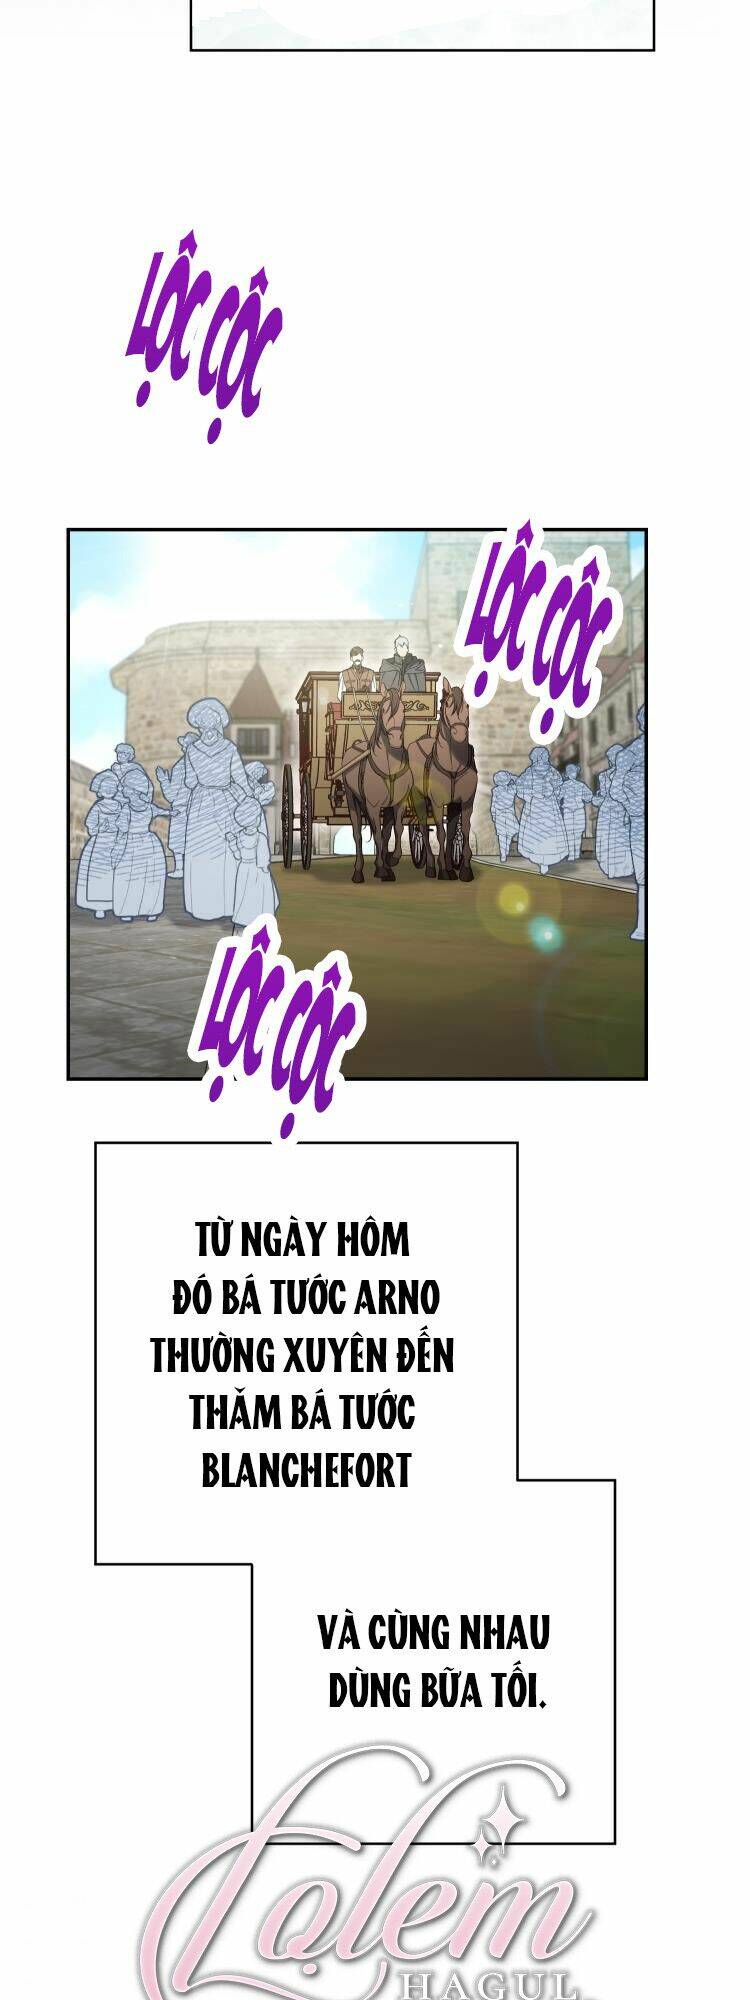 LỘC CỘC
LỘC CỘC
LỘC CỘC
TỪ NGÀY HÔM
ĐÓ BÁ TƯỚC ARNO
THƯỜNG XUYÊN ĐẾN
THĂM BÁ TƯỚC
BLANCHEFORT
VÀ CÙNG NHAU
DÙNG BỮA TỐI.
Lọlem
HAGUL